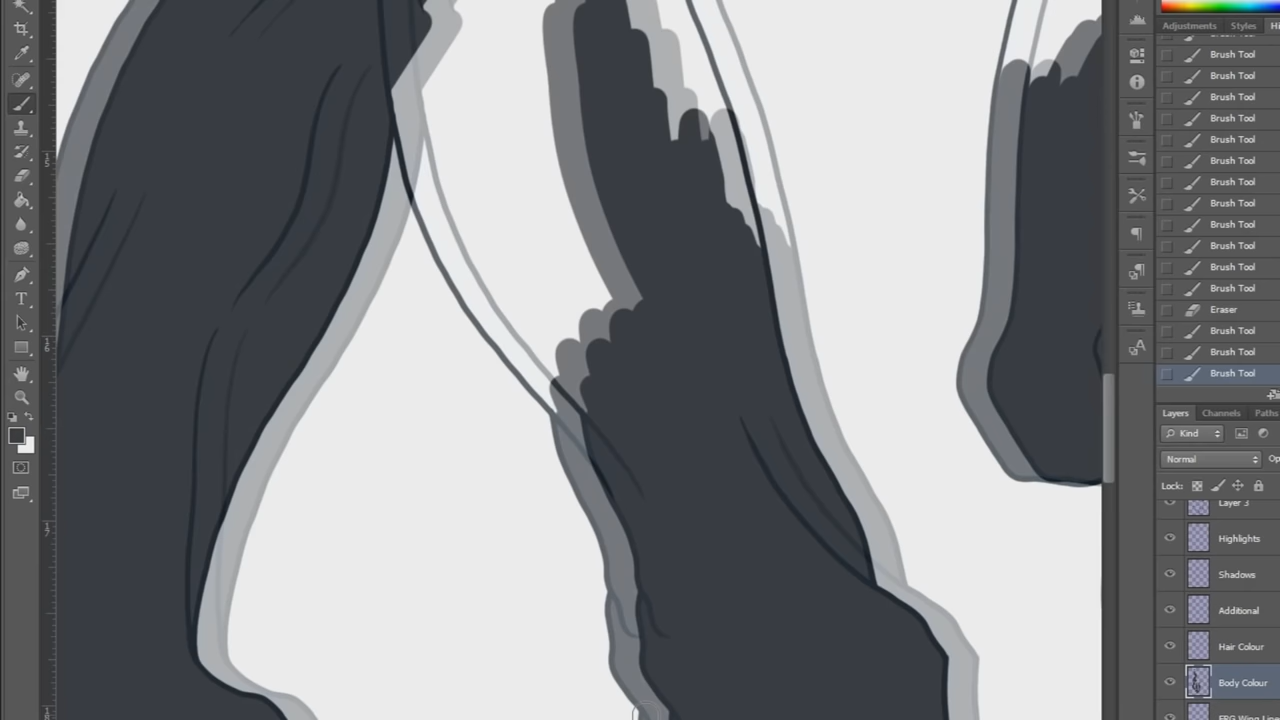 Adjustments Styles Hi
Brush Tool
Brush Tool
Brush Tool
Brush Tool
Brush Tool
Brush Tool
Brush Tool
Brush Tool
Brush Tool
Brush Tool
Brush Tool
Brush Tool
Eraser
Brush Tool
Brush Tool
Brush Tool
Layers Channels Paths
Kind
Normal Op
Lock:
Layer 3
Highlights
Shadows
Additional
Hair Colour
Body Colour